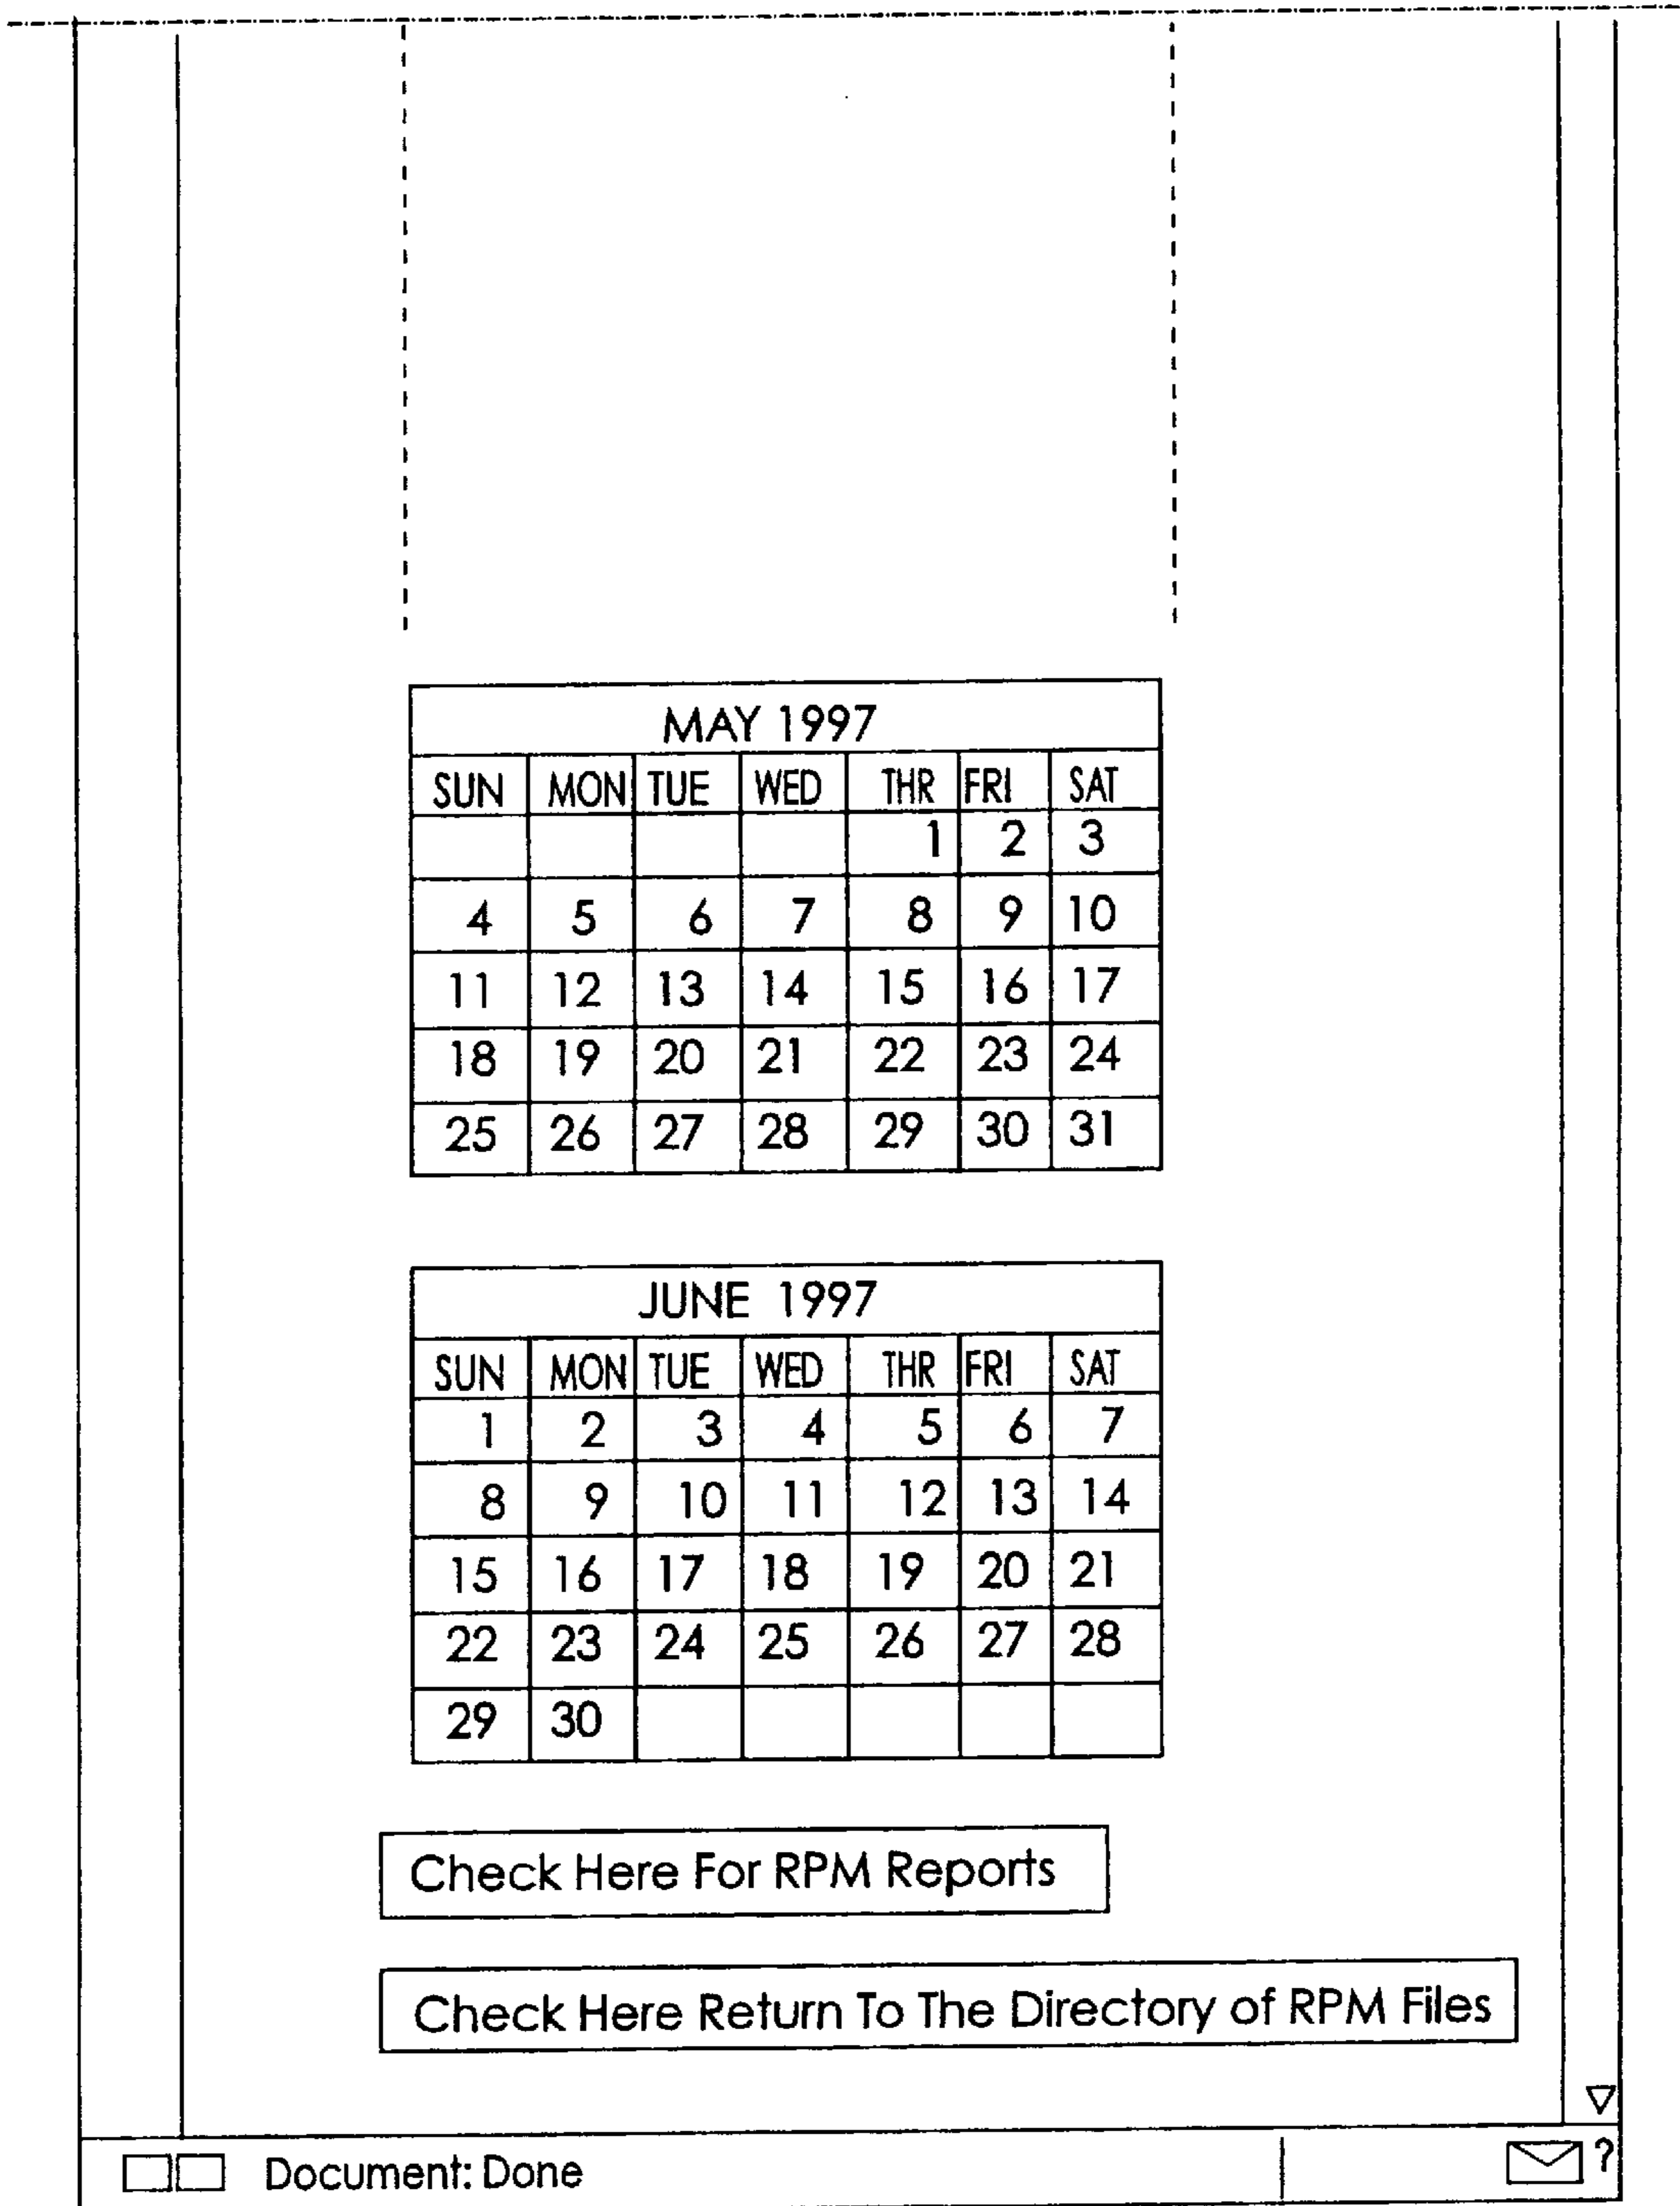 MAY 1997
SUN MON TUE WED THR FRI SAT
1 2 3
4 5 6 7 8 9 10
11 12 13 14 15 16 17
18 19 20 21 22 23 24
25 26 27 28 29 30 31
JUNE 1997
SUN MON TUE WED THR FRI SAT
1 2 3 4 5 6 7
8 9 10 11 12 13 14
15 16 17 18 19 20 21
22 23 24 25 26 27 28
29 30
Check Here For RPM Reports
Check Here Return To The Directory of RPM Files
Document: Done ?